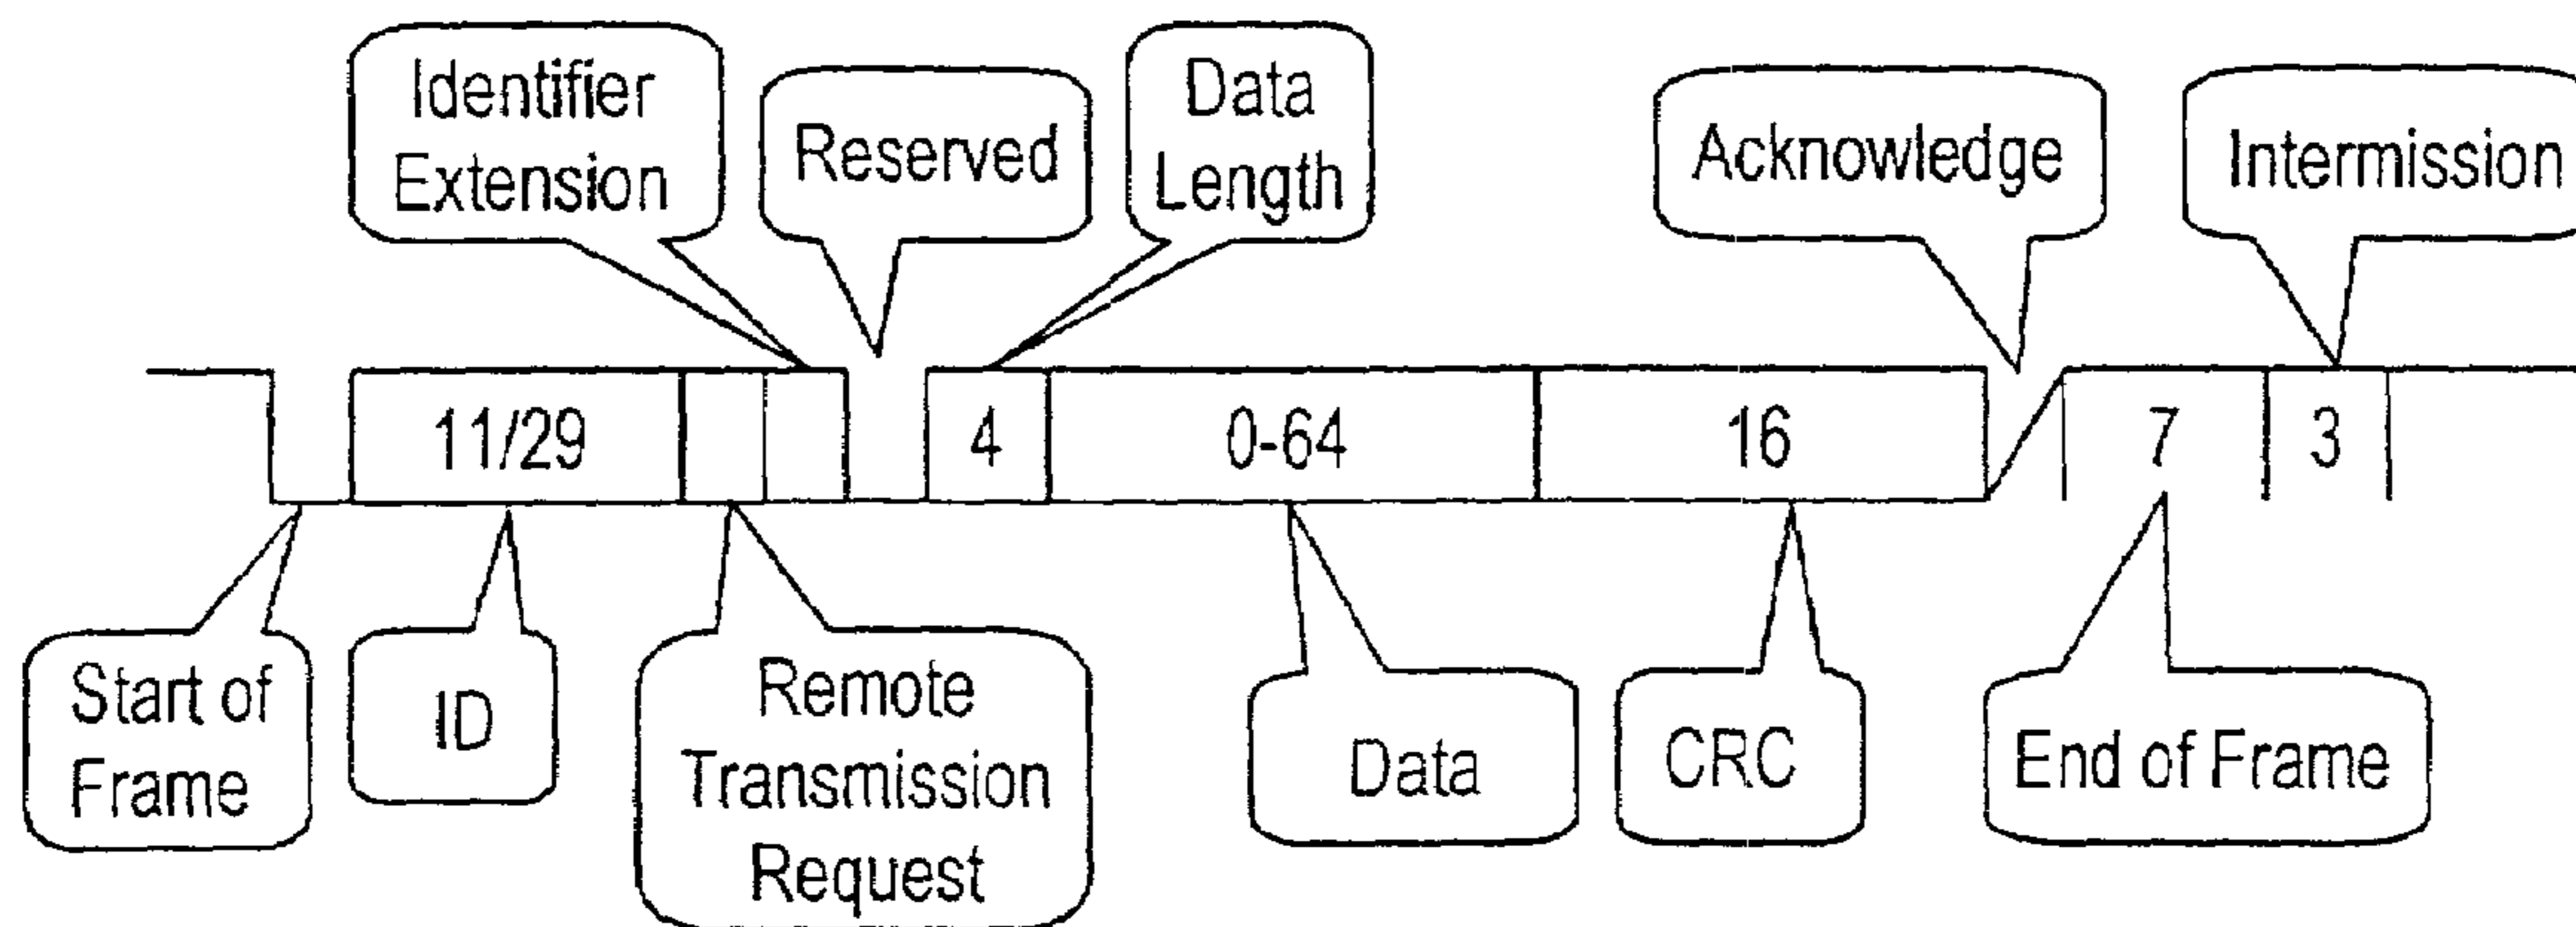 Identifier
Extension
Reserved
Data
Length
Acknowledge
Intermission
11/29
4
0-64
16
7
3
Start of
Frame
ID
Remote
Transmission
Request
Data
CRC
End of Frame